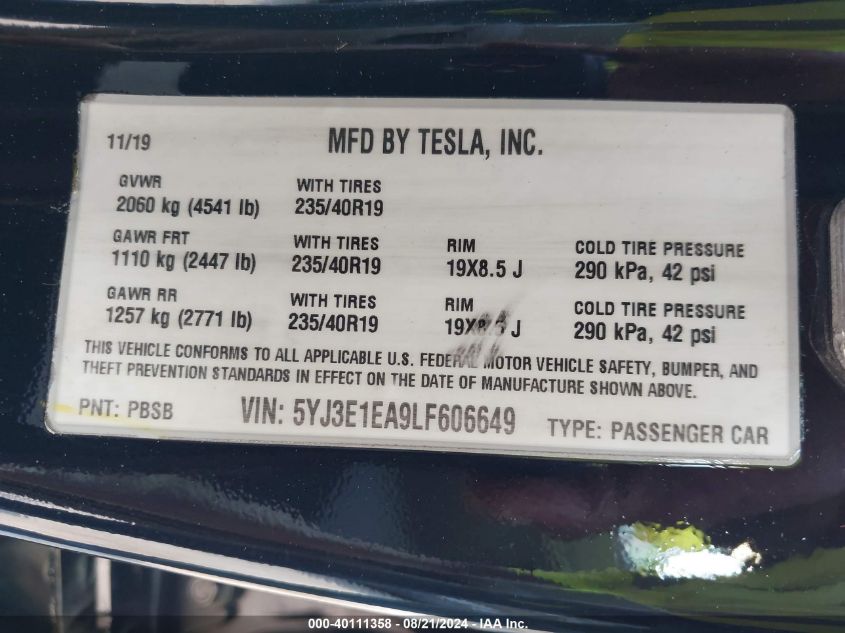 11/19 MFD BY TESLA, INC.
GVWR WITH TIRES
2060 kg (4541 lb) 235/40R19
GAWR FRT WITH TIRES RIM COLD TIRE PRESSURE
1110 kg (2447 lb) 235/40R19 19X8.5 J 290 kPa, 42 psi
GAWR RR WITH TIRES RIM COLD TIRE PRESSURE
1257 kg (2771 lb) 235/40R19 19X8.5 J 290 kPa, 42 psi
THIS VEHICLE CONFORMS TO ALL APPLICABLE U.S. FEDERAL MOTOR VEHICLE SAFETY, BUMPER, AND
THEFT PREVENTION STANDARDS IN EFFECT ON THE DATE OF MANUFACTURE SHOWN ABOVE.
PNT: PBSB VIN: 5YJ3E1EA9LF606649 TYPE: PASSENGER CAR
000-40111358 - 08/21/2024 - IAA Inc.